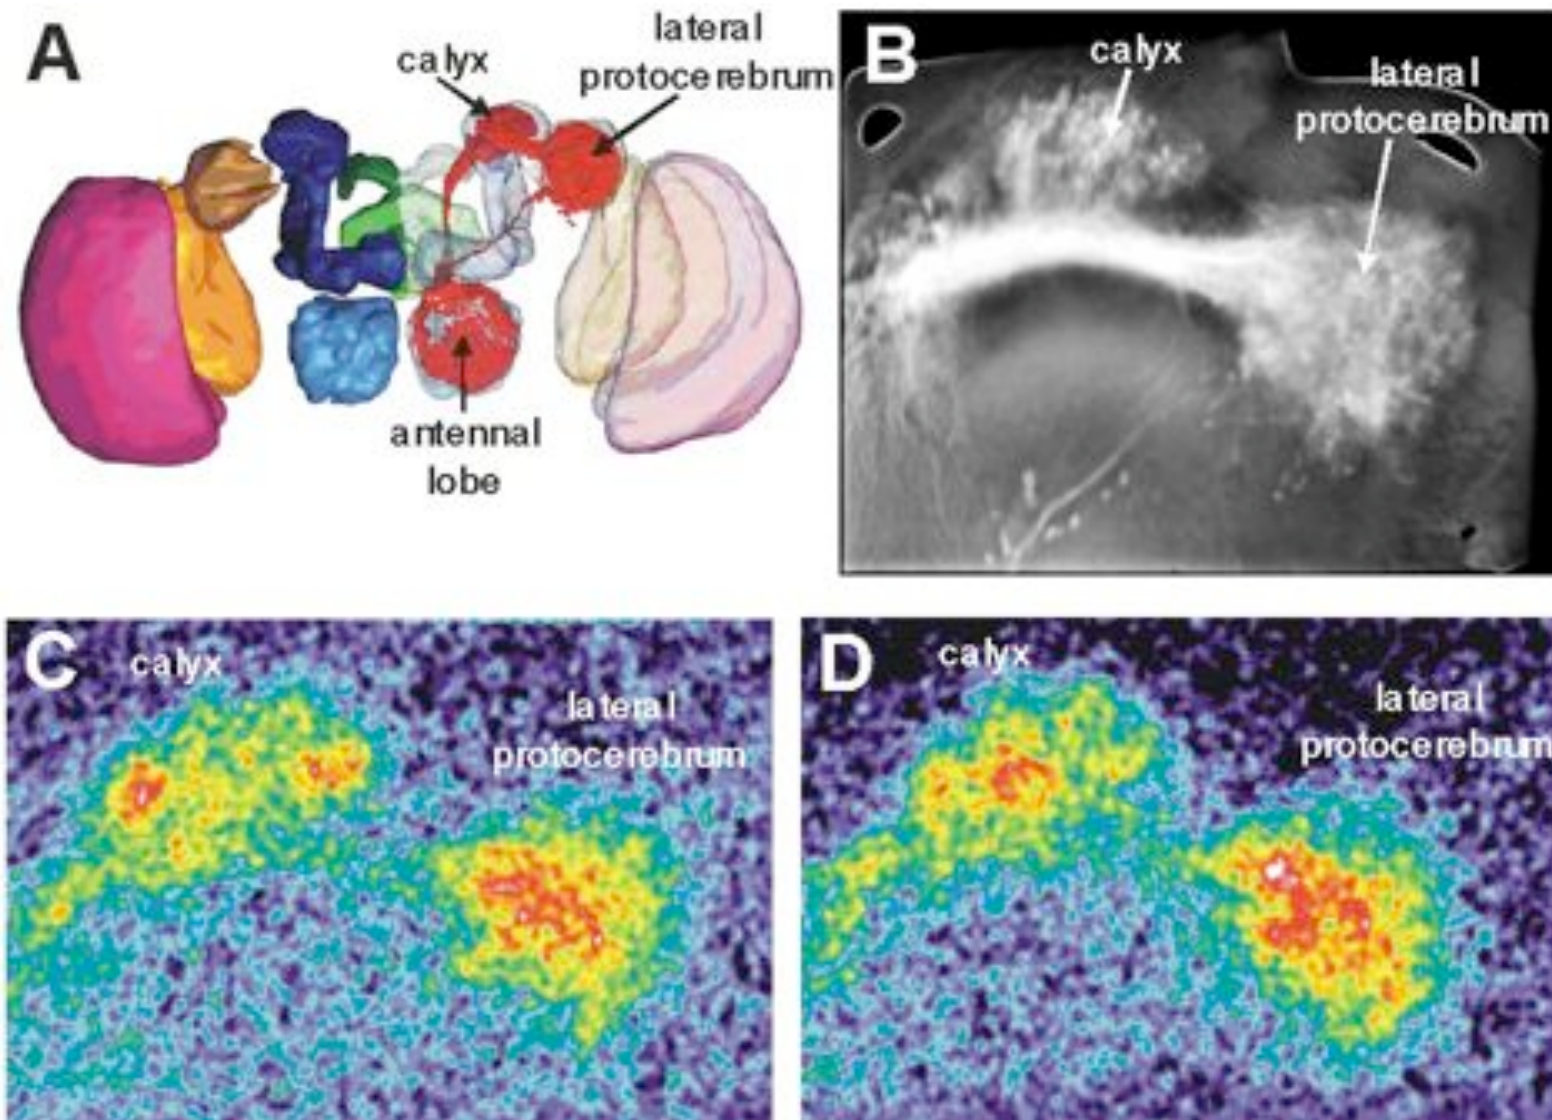 A
calyx
lateral
protocerebrum
antennal
lobe
B
calyx
lateral
protocerebrum
C
calyx
lateral
protocerebrum
D
calyx
lateral
protocerebrum